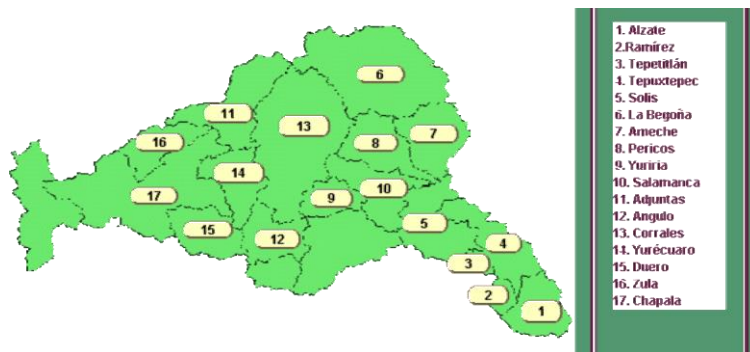 6
11
13
7
16
8
14
10
17
9
5
15
12
4
3
2
1
1. Alzate
2.Ramírez
3. Tepetitlán
4. Tepuxtepec
5. Solis
6. La Begoña
7. Ameche
8. Pericos
9. Yuriria
10. Salamanca
11. Adjuntas
12. Angulo
13. Corrales
14. Yurécuaro
15. Duero
16. Zula
17. Chapala